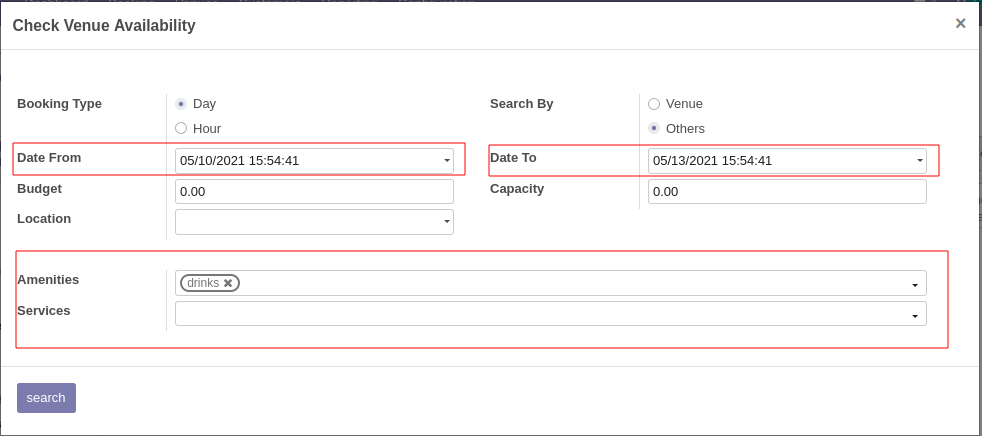 Check Venue Availability ×
Booking Type Day Search By Venue
Hour Others
Date From 05/10/2021 15:54:41 Date To 05/13/2021 15:54:41
Budget 0.00 Capacity 0.00
Location
Amenities drinks ✖
Services
search